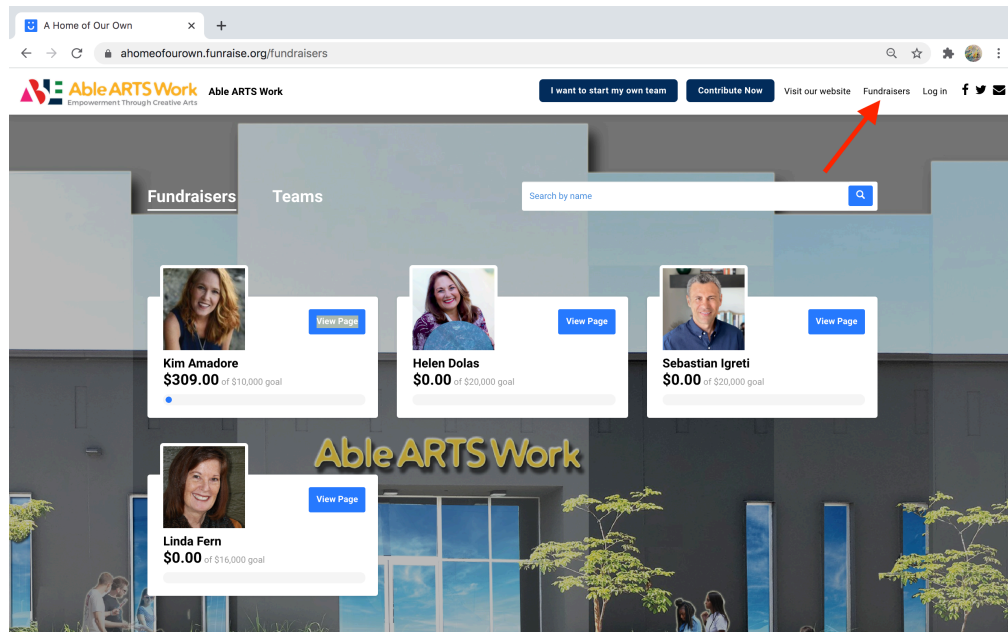 A Home of Our Own
ahomeofourown.funraise.org/fundraisers
Able ARTS Work
Empowerment Through Creative Arts
Able ARTS Work
I want to start my own team
Contribute Now
Visit our website
Fundraisers
Log in
Fundraisers
Teams
Search by name
View Page
View Page
View Page
Kim Amadore
Helen Dolas
Sebastian Igreti
$309.00 of $10,000 goal
$0.00 of $20,000 goal
$0.00 of $20,000 goal
Able ARTS Work
View Page
Linda Fern
$0.00 of $16,000 goal